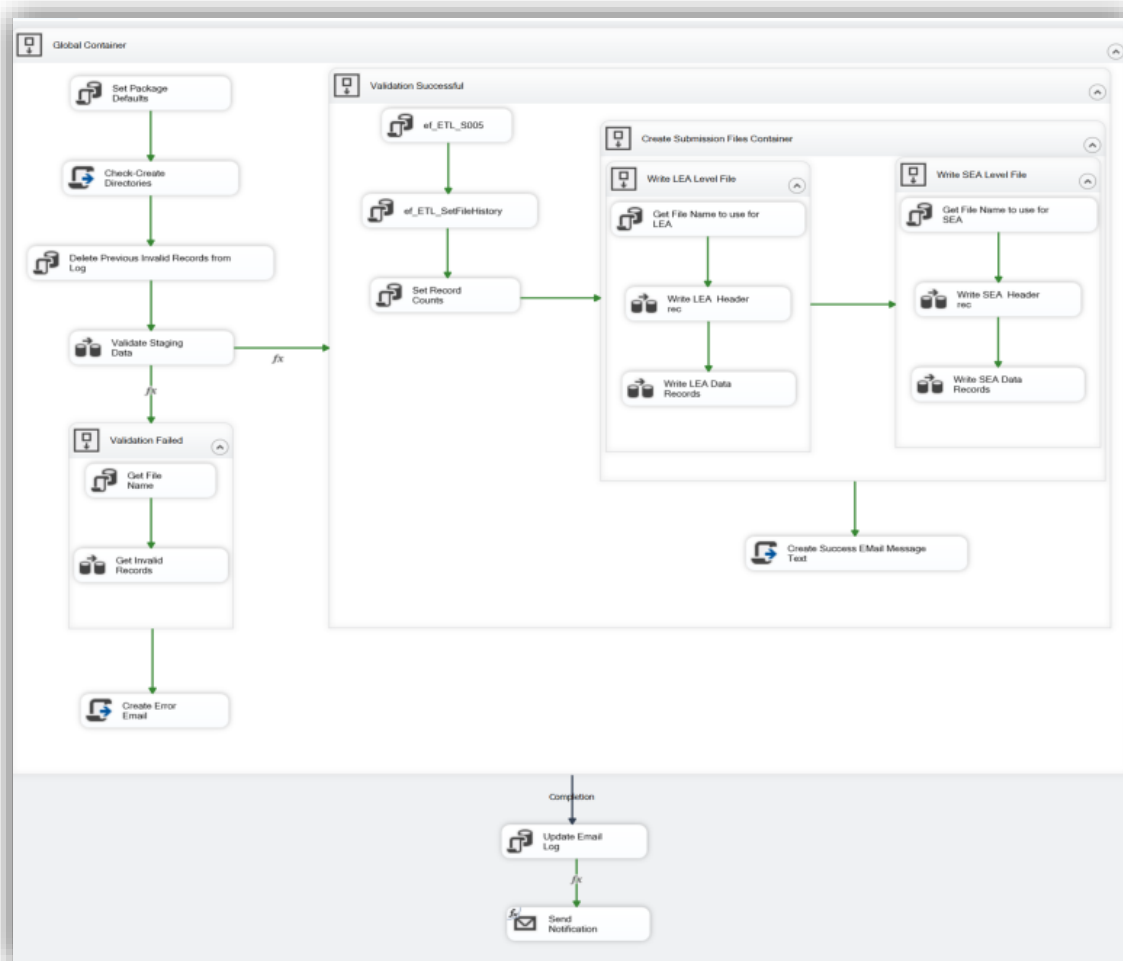 Global Container
Set Package
Defaults
Check-Create
Directories
Delete Previous Invalid Records from
Log
Validate Staging
Data
fx
fx
Validation Failed
Get File
Name
Get Invalid
Records
Create Error
Email
Validation Successful
ef_ETL_S005
ef_ETL_SetFileHistory
Set Record
Counts
Create Submission Files Container
Write LEA Level File
Get File Name to use for
LEA
Write LEA Header
rec
Write LEA Data
Records
Write SEA Level File
Get File Name to use for
SEA
Write SEA Header
rec
Write SEA Data
Records
Create Success EMail Message
Text
Completion
Update Email
Log
fx
fx
Send
Notification